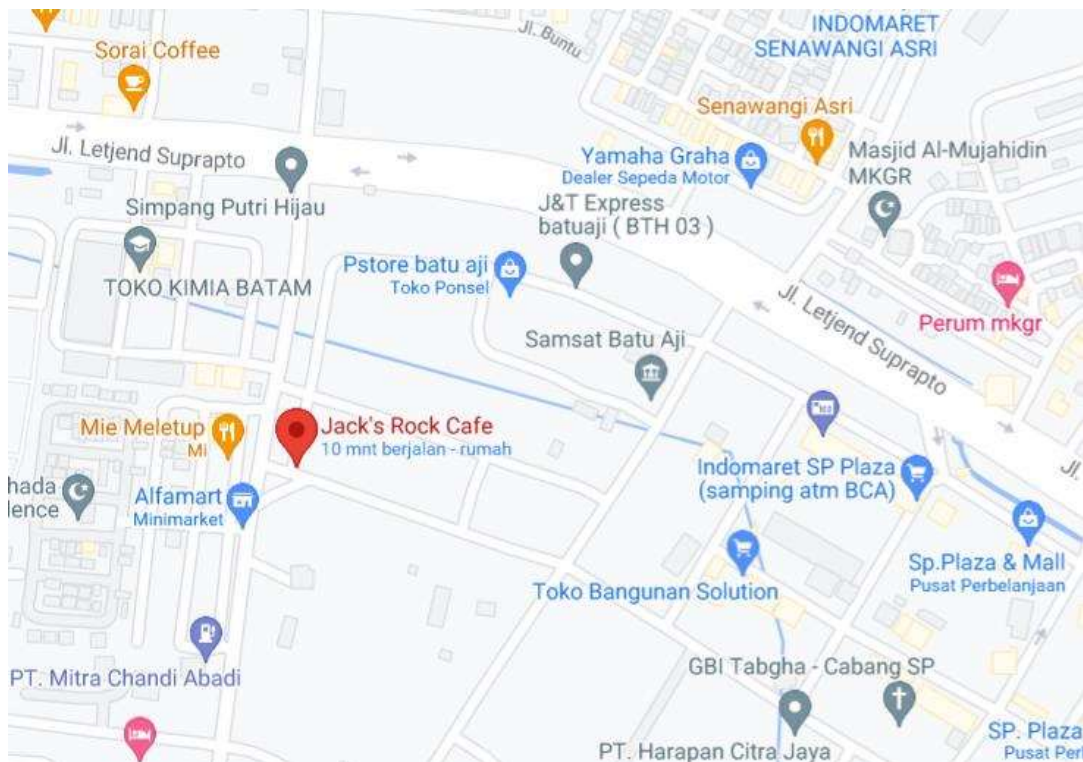 INDOMARET
SENAWANGI ASRI
Jl. Buntu
Sorai Coffee
Senawangi Asri
Jl. Letjend Suprapto
Yamaha Graha
Dealer Sepeda Motor
Masjid Al-Mujahidin
MKGR
Simpang Putri Hijau
J&T Express
batuaji ( BTH 03 )
Pstore batu aji
Toko Ponsel
TOKO KIMIA BATAM
Jl. Letjend Suprapto
Perum mkgr
Samsat Batu Aji
Mie Meletup
Mi
Jack's Rock Cafe
10 mnt berjalan - rumah
Jl.
Indomaret SP Plaza
(samping atm BCA)
hada
lence
Alfamart
Minimarket
Sp.Plaza & Mall
Pusat Perbelanjaan
Toko Bangunan Solution
PT. Mitra Chandi Abadi
GBI Tabgha - Cabang SP
PT. Harapan Citra Jaya
SP. Plaza
Pusat Perl